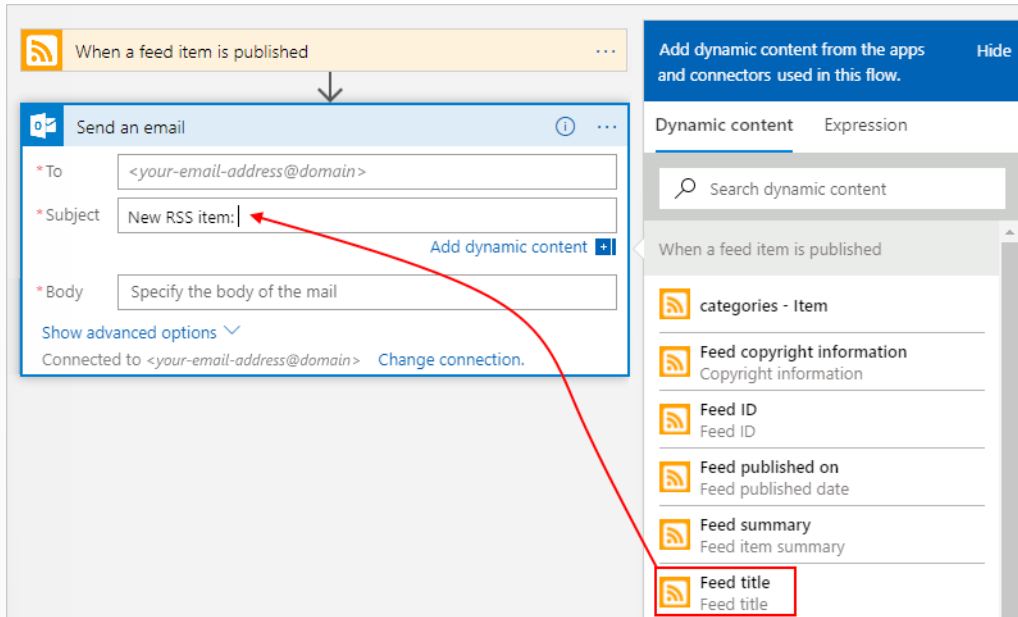 When a feed item is published
...
Send an email
...
* To
<your-email-address@domain>
* Subject
New RSS item:
Add dynamic content
* Body
Specify the body of the mail
Show advanced options
Connected to <your-email-address@domain> Change connection.
Add dynamic content from the apps
and connectors used in this flow.
Hide
Dynamic content
Expression
Search dynamic content
When a feed item is published
categories - Item
Feed copyright information
Copyright information
Feed ID
Feed ID
Feed published on
Feed published date
Feed summary
Feed item summary
Feed title
Feed title